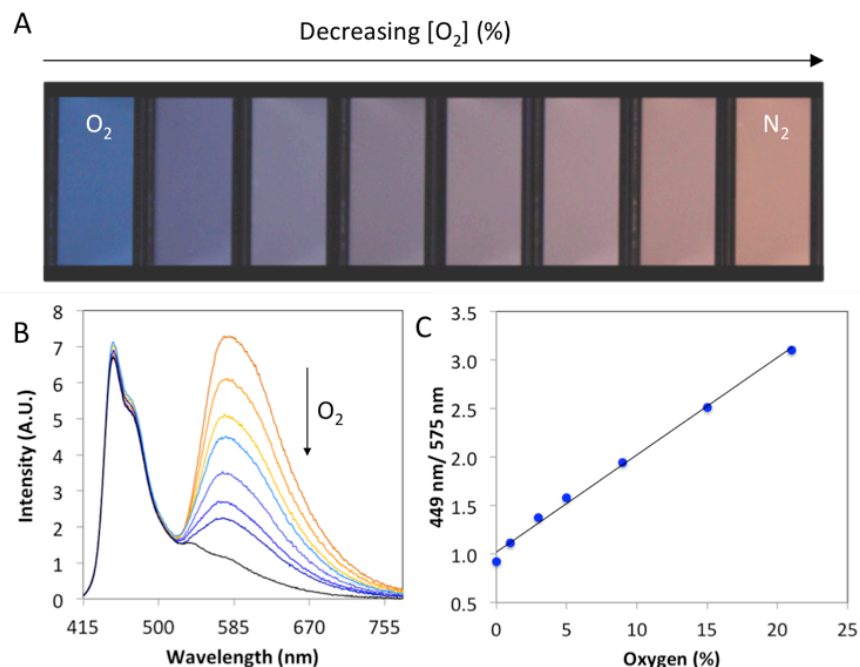 A
Decreasing [O₂] (%)
O₂
N₂
B
8
7
6
5
4
3
2
1
0
Intensity (A.U.)
O₂
415 500 585 670 755
Wavelength (nm)
C
3.5
3.0
2.5
2.0
1.5
1.0
0.5
449 nm/ 575 nm
0 5 10 15 20 25
Oxygen (%)